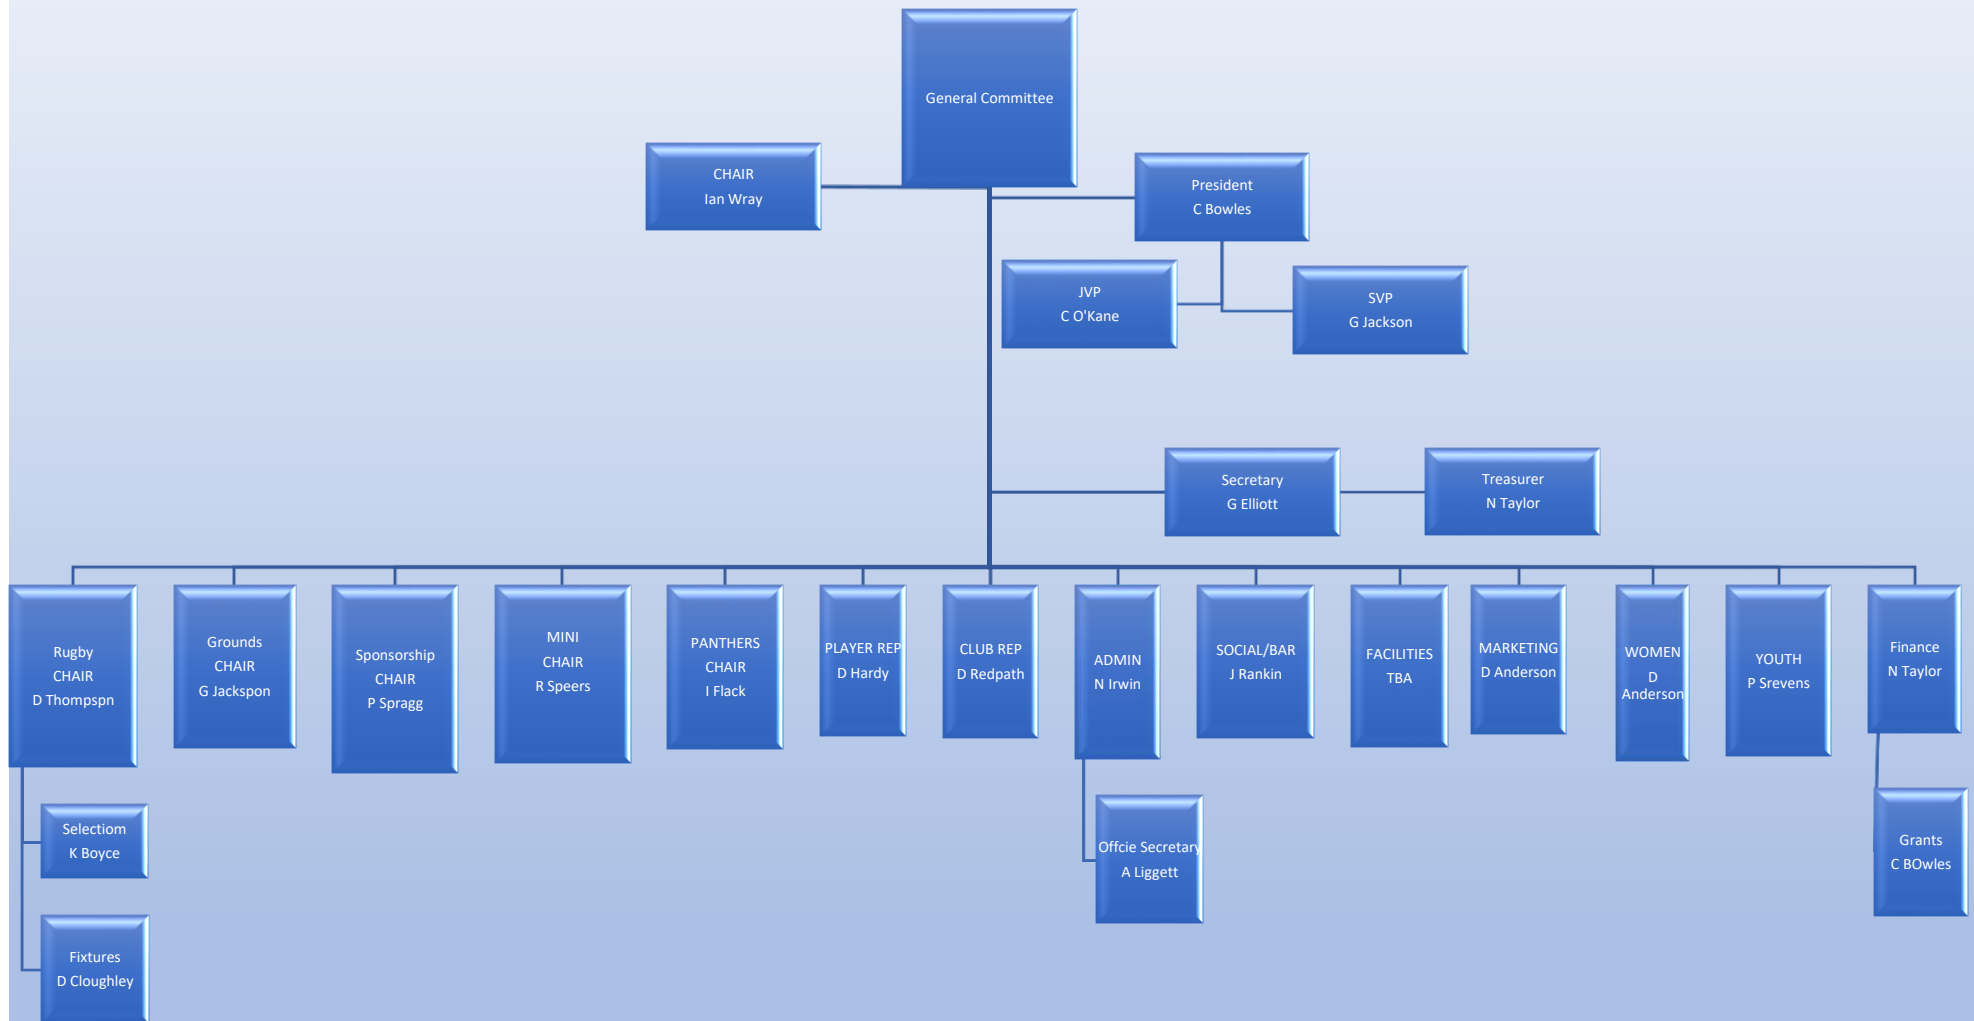 General Committee
CHAIR
Ian Wray
President
C Bowles
JVP
C O'Kane
SVP
G Jackson
Secretary
G Elliott
Treasurer
N Taylor
Rugby
CHAIR
D Thompspn
Grounds
CHAIR
G Jackspon
Sponsorship
CHAIR
P Spragg
MINI
CHAIR
R Speers
PANTHERS
CHAIR
I Flack
PLAYER REP
D Hardy
CLUB REP
D Redpath
ADMIN
N Irwin
SOCIAL/BAR
J Rankin
FACILITIES
TBA
MARKETING
D Anderson
WOMEN
D
Anderson
YOUTH
P Srevens
Finance
N Taylor
Selectiom
K Boyce
Fixtures
D Cloughley
Offcie Secretary
A Liggett
Grants
C BOwles